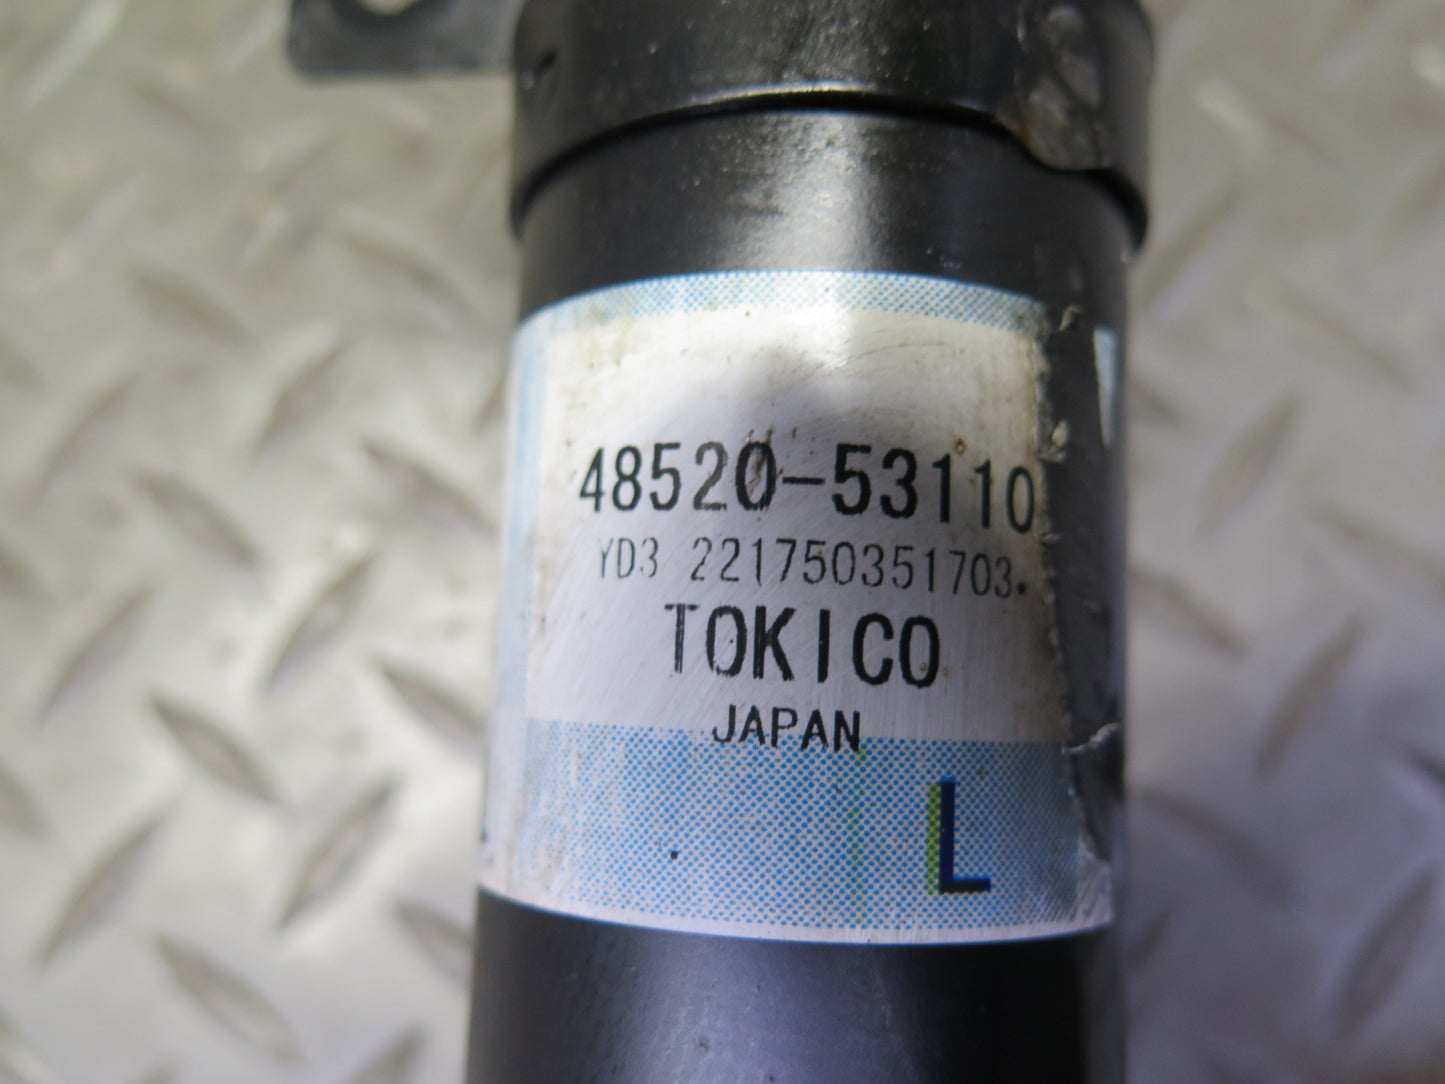 48520-53110
YD3 221750351703.
TOKICO
JAPAN
L